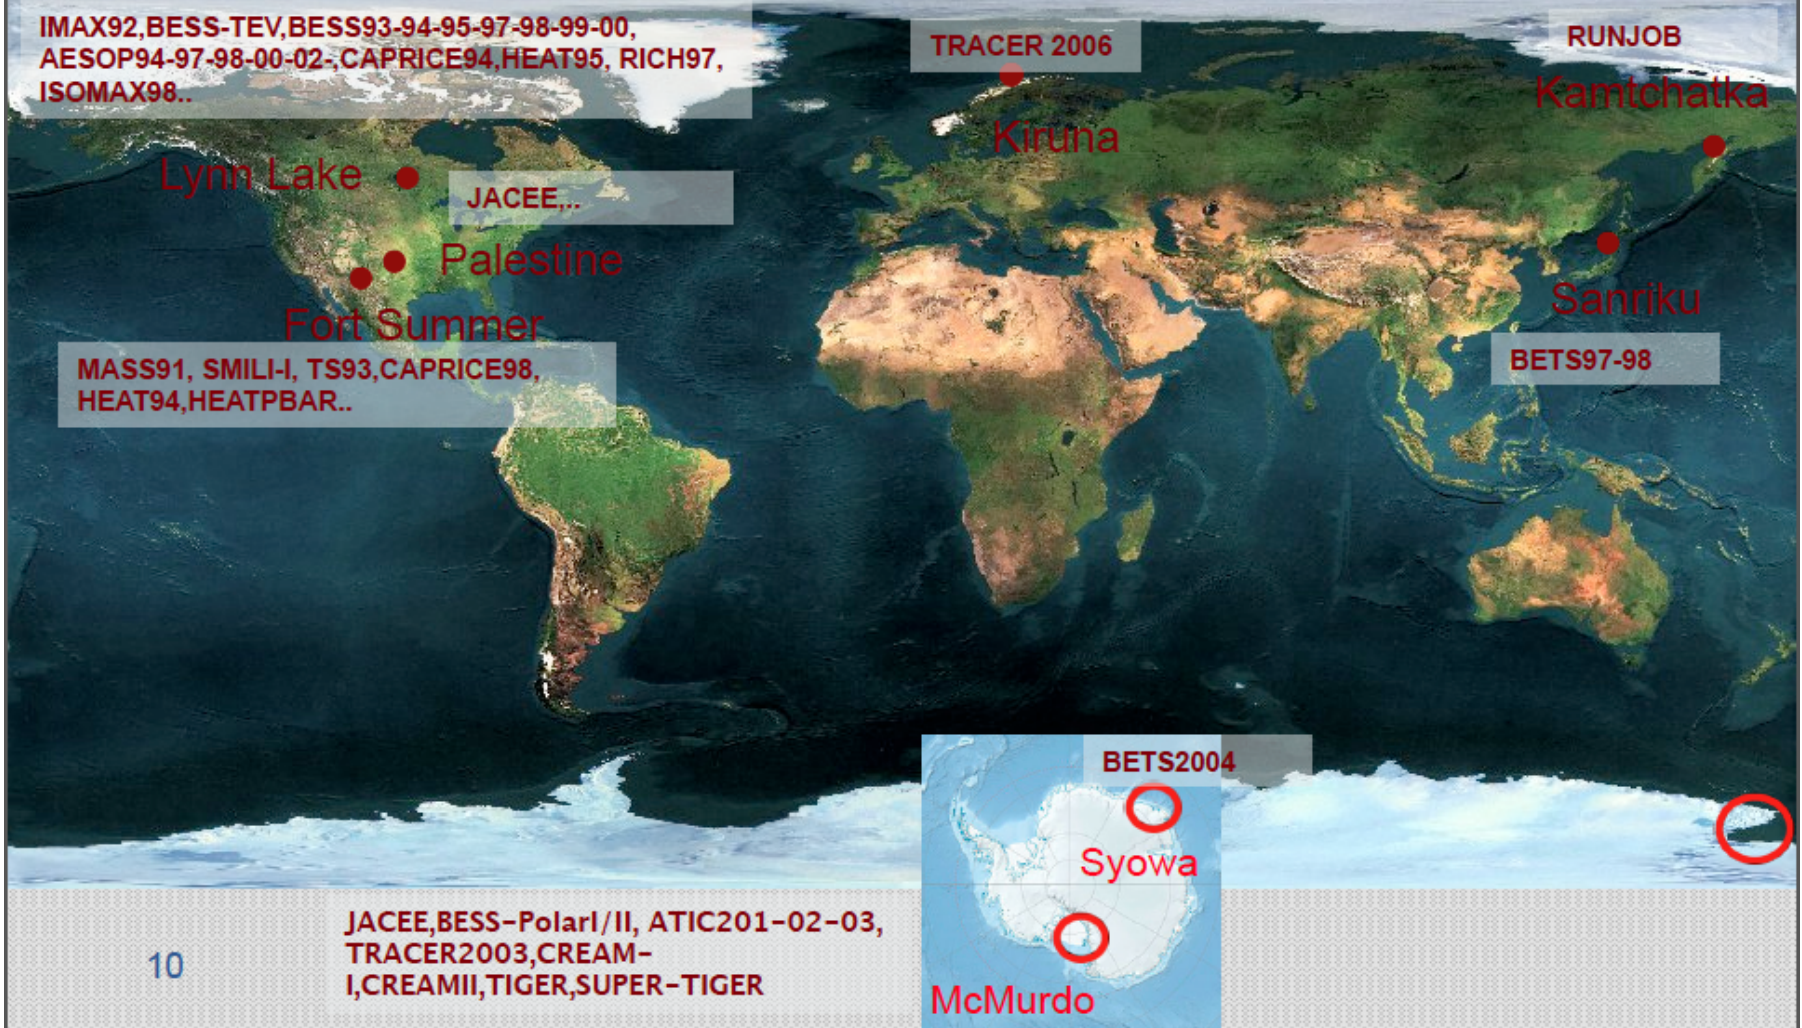 IMAX92,BESS-TEV,BESS93-94-95-97-98-99-00,
AESOP94-97-98-00-02-,CAPRICE94,HEAT95, RICH97,
ISOMAX98..
TRACER 2006
RUNJOB
Kamtchatka
Kiruna
Lynn Lake
JACEE,..
Palestine
Fort Summer
Sanriku
MASS91, SMILI-I, TS93,CAPRICE98,
HEAT94,HEATPBAR..
BETS97-98
BETS2004
Syowa
McMurdo
JACEE,BESS-PolarI/II, ATIC201-02-03,
TRACER2003,CREAM-
I,CREAMII,TIGER,SUPER-TIGER
10